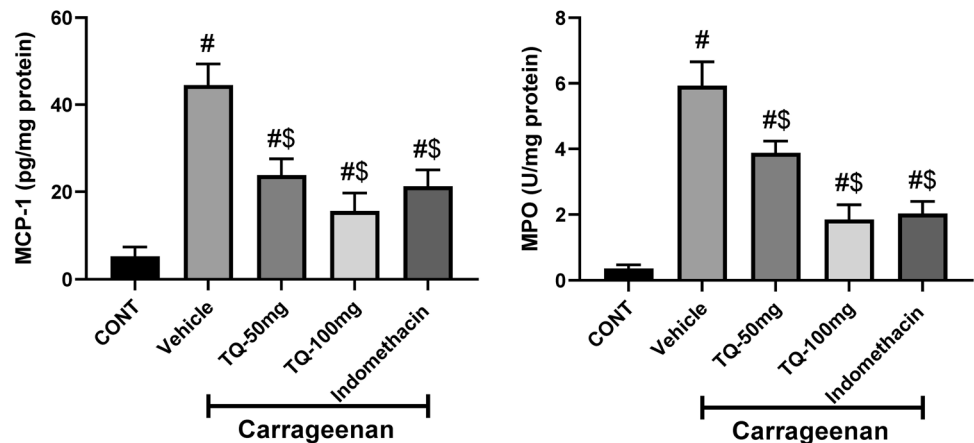 MCP-1 (pg/mg protein)
60
40
20
0
#
#$
#$
#$
CONT
Vehicle
TQ-50mg
TQ-100mg
Indomethacin
Carrageenan
MPO (U/mg protein)
8
6
4
2
0
#
#$
#$
#$
CONT
Vehicle
TQ-50mg
TQ-100mg
Indomethacin
Carrageenan